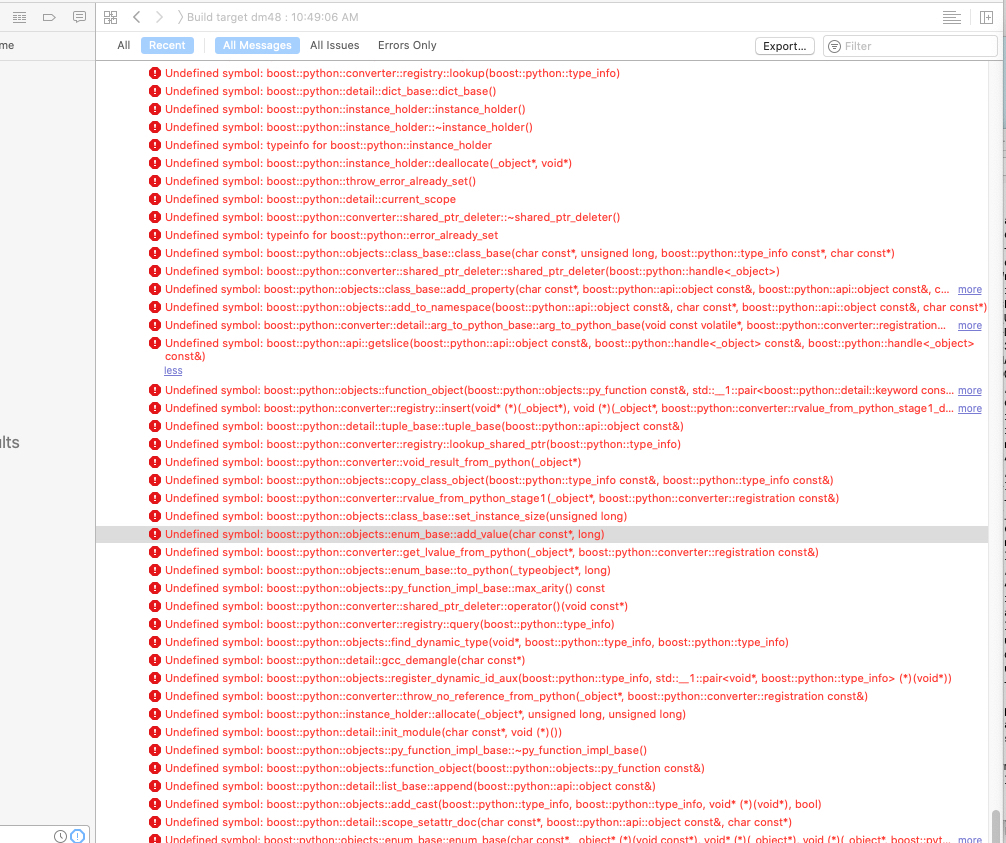 Build target dm48 : 10:49:06 AM
me
All Recent All Messages All Issues Errors Only Export... Filter
Undefined symbol: boost::python::converter::registry::lookup(boost::python::type_info)
Undefined symbol: boost::python::detail::dict_base::dict_base()
Undefined symbol: boost::python::instance_holder::instance_holder()
Undefined symbol: boost::python::instance_holder::~instance_holder()
Undefined symbol: typeinfo for boost::python::instance_holder
Undefined symbol: boost::python::instance_holder::deallocate(_object*, void*)
Undefined symbol: boost::python::throw_error_already_set()
Undefined symbol: boost::python::detail::current_scope
Undefined symbol: boost::python::converter::shared_ptr_deleter::~shared_ptr_deleter()
Undefined symbol: typeinfo for boost::python::error_already_set
Undefined symbol: boost::python::objects::class_base::class_base(char const*, unsigned long, boost::python::type_info const*, char const*)
Undefined symbol: boost::python::converter::shared_ptr_deleter::shared_ptr_deleter(boost::python::handle<_object>)
Undefined symbol: boost::python::objects::class_base::add_property(char const*, boost::python::api::object const&, boost::python::api::object const&, c... more
Undefined symbol: boost::python::objects::add_to_namespace(boost::python::api::object const&, char const*, boost::python::api::object const&, char const*)
Undefined symbol: boost::python::converter::detail::arg_to_python_base::arg_to_python_base(void const volatile*, boost::python::converter::registration... more
Undefined symbol: boost::python::api::getslice(boost::python::api::object const&, boost::python::handle<_object> const&, boost::python::handle<_object>
const&)
less
Undefined symbol: boost::python::objects::function_object(boost::python::objects::py_function const&, std::__1::pair<boost::python::detail::keyword cons... more
Undefined symbol: boost::python::converter::registry::insert(void* (*)(_object*), void (*)(_object*, boost::python::converter::rvalue_from_python_stage1_d... more
Undefined symbol: boost::python::detail::tuple_base::tuple_base(boost::python::api::object const&)
Undefined symbol: boost::python::converter::registry::lookup_shared_ptr(boost::python::type_info)
ults
Undefined symbol: boost::python::converter::void_result_from_python(_object*)
Undefined symbol: boost::python::objects::copy_class_object(boost::python::type_info const&, boost::python::type_info const&)
Undefined symbol: boost::python::converter::rvalue_from_python_stage1(_object*, boost::python::converter::registration const&)
Undefined symbol: boost::python::objects::class_base::set_instance_size(unsigned long)
Undefined symbol: boost::python::objects::enum_base::add_value(char const*, long)
Undefined symbol: boost::python::converter::get_lvalue_from_python(_object*, boost::python::converter::registration const&)
Undefined symbol: boost::python::objects::enum_base::to_python(_typeobject*, long)
Undefined symbol: boost::python::objects::py_function_impl_base::max_arity() const
Undefined symbol: boost::python::converter::shared_ptr_deleter::operator()(void const*)
Undefined symbol: boost::python::converter::registry::query(boost::python::type_info)
Undefined symbol: boost::python::objects::find_dynamic_type(void*, boost::python::type_info, boost::python::type_info)
Undefined symbol: boost::python::detail::gcc_demangle(char const*)
Undefined symbol: boost::python::objects::register_dynamic_id_aux(boost::python::type_info, std::__1::pair<void*, boost::python::type_info> (*)(void*))
Undefined symbol: boost::python::converter::throw_no_reference_from_python(_object*, boost::python::converter::registration const&)
Undefined symbol: boost::python::instance_holder::allocate(_object*, unsigned long, unsigned long)
Undefined symbol: boost::python::detail::init_module(char const*, void (*)())
Undefined symbol: boost::python::objects::py_function_impl_base::~py_function_impl_base()
Undefined symbol: boost::python::objects::function_object(boost::python::objects::py_function const&)
Undefined symbol: boost::python::detail::list_base::append(boost::python::api::object const&)
Undefined symbol: boost::python::objects::add_cast(boost::python::type_info, boost::python::type_info, void* (*)(void*), bool)
Undefined symbol: boost::python::detail::scope_setattr_doc(char const*, boost::python::api::object const&, char const*)
Undefined symbol: boost::python::objects::enum_base::enum_base(char const*, _object* (*)(void const*), void* (*)(_object*), void (*)(_object*, boost::pyt... more